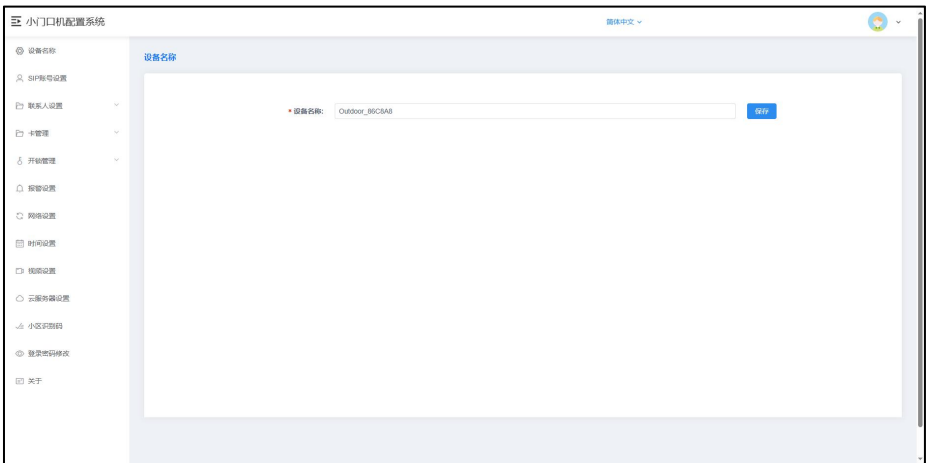 小门口机配置系统
简体中文
设备名称
SIP账号设置
联系人设置
卡管理
开锁管理
报警设置
网络设置
时间设置
视频设置
云服务器设置
小区识别码
登录密码修改
关于
设备名称
* 设备名称: Outdoor_86C8A8 保存